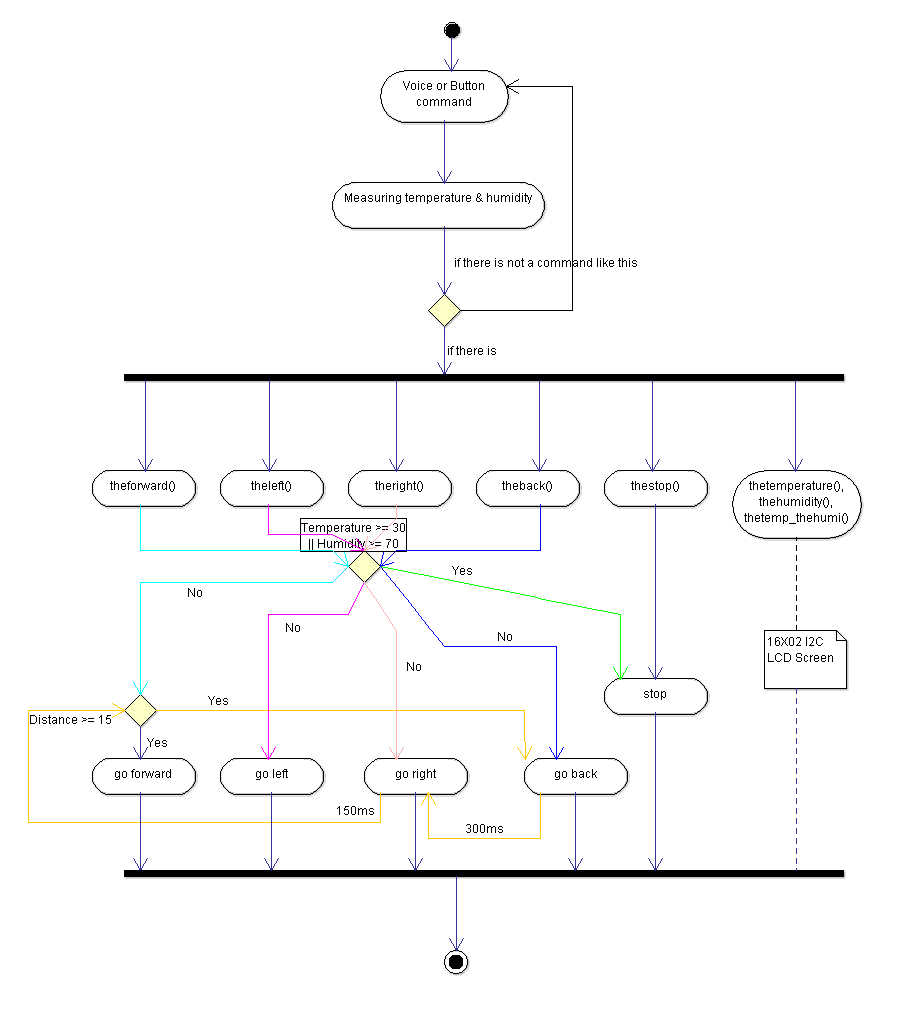 Voice or Button
command
Measuring temperature & humidity
if there is not a command like this
if there is
theforward()
theleft()
theright()
theback()
thestop()
thetemperature(),
thehumidity(),
thetemp_thehumi()
Temperature >= 30
|| Humidity >= 70
Yes
No
No
No
No
16X02 I2C
LCD Screen
stop
Yes
Distance >= 15
Yes
go forward
go left
go right
go back
150ms
300ms